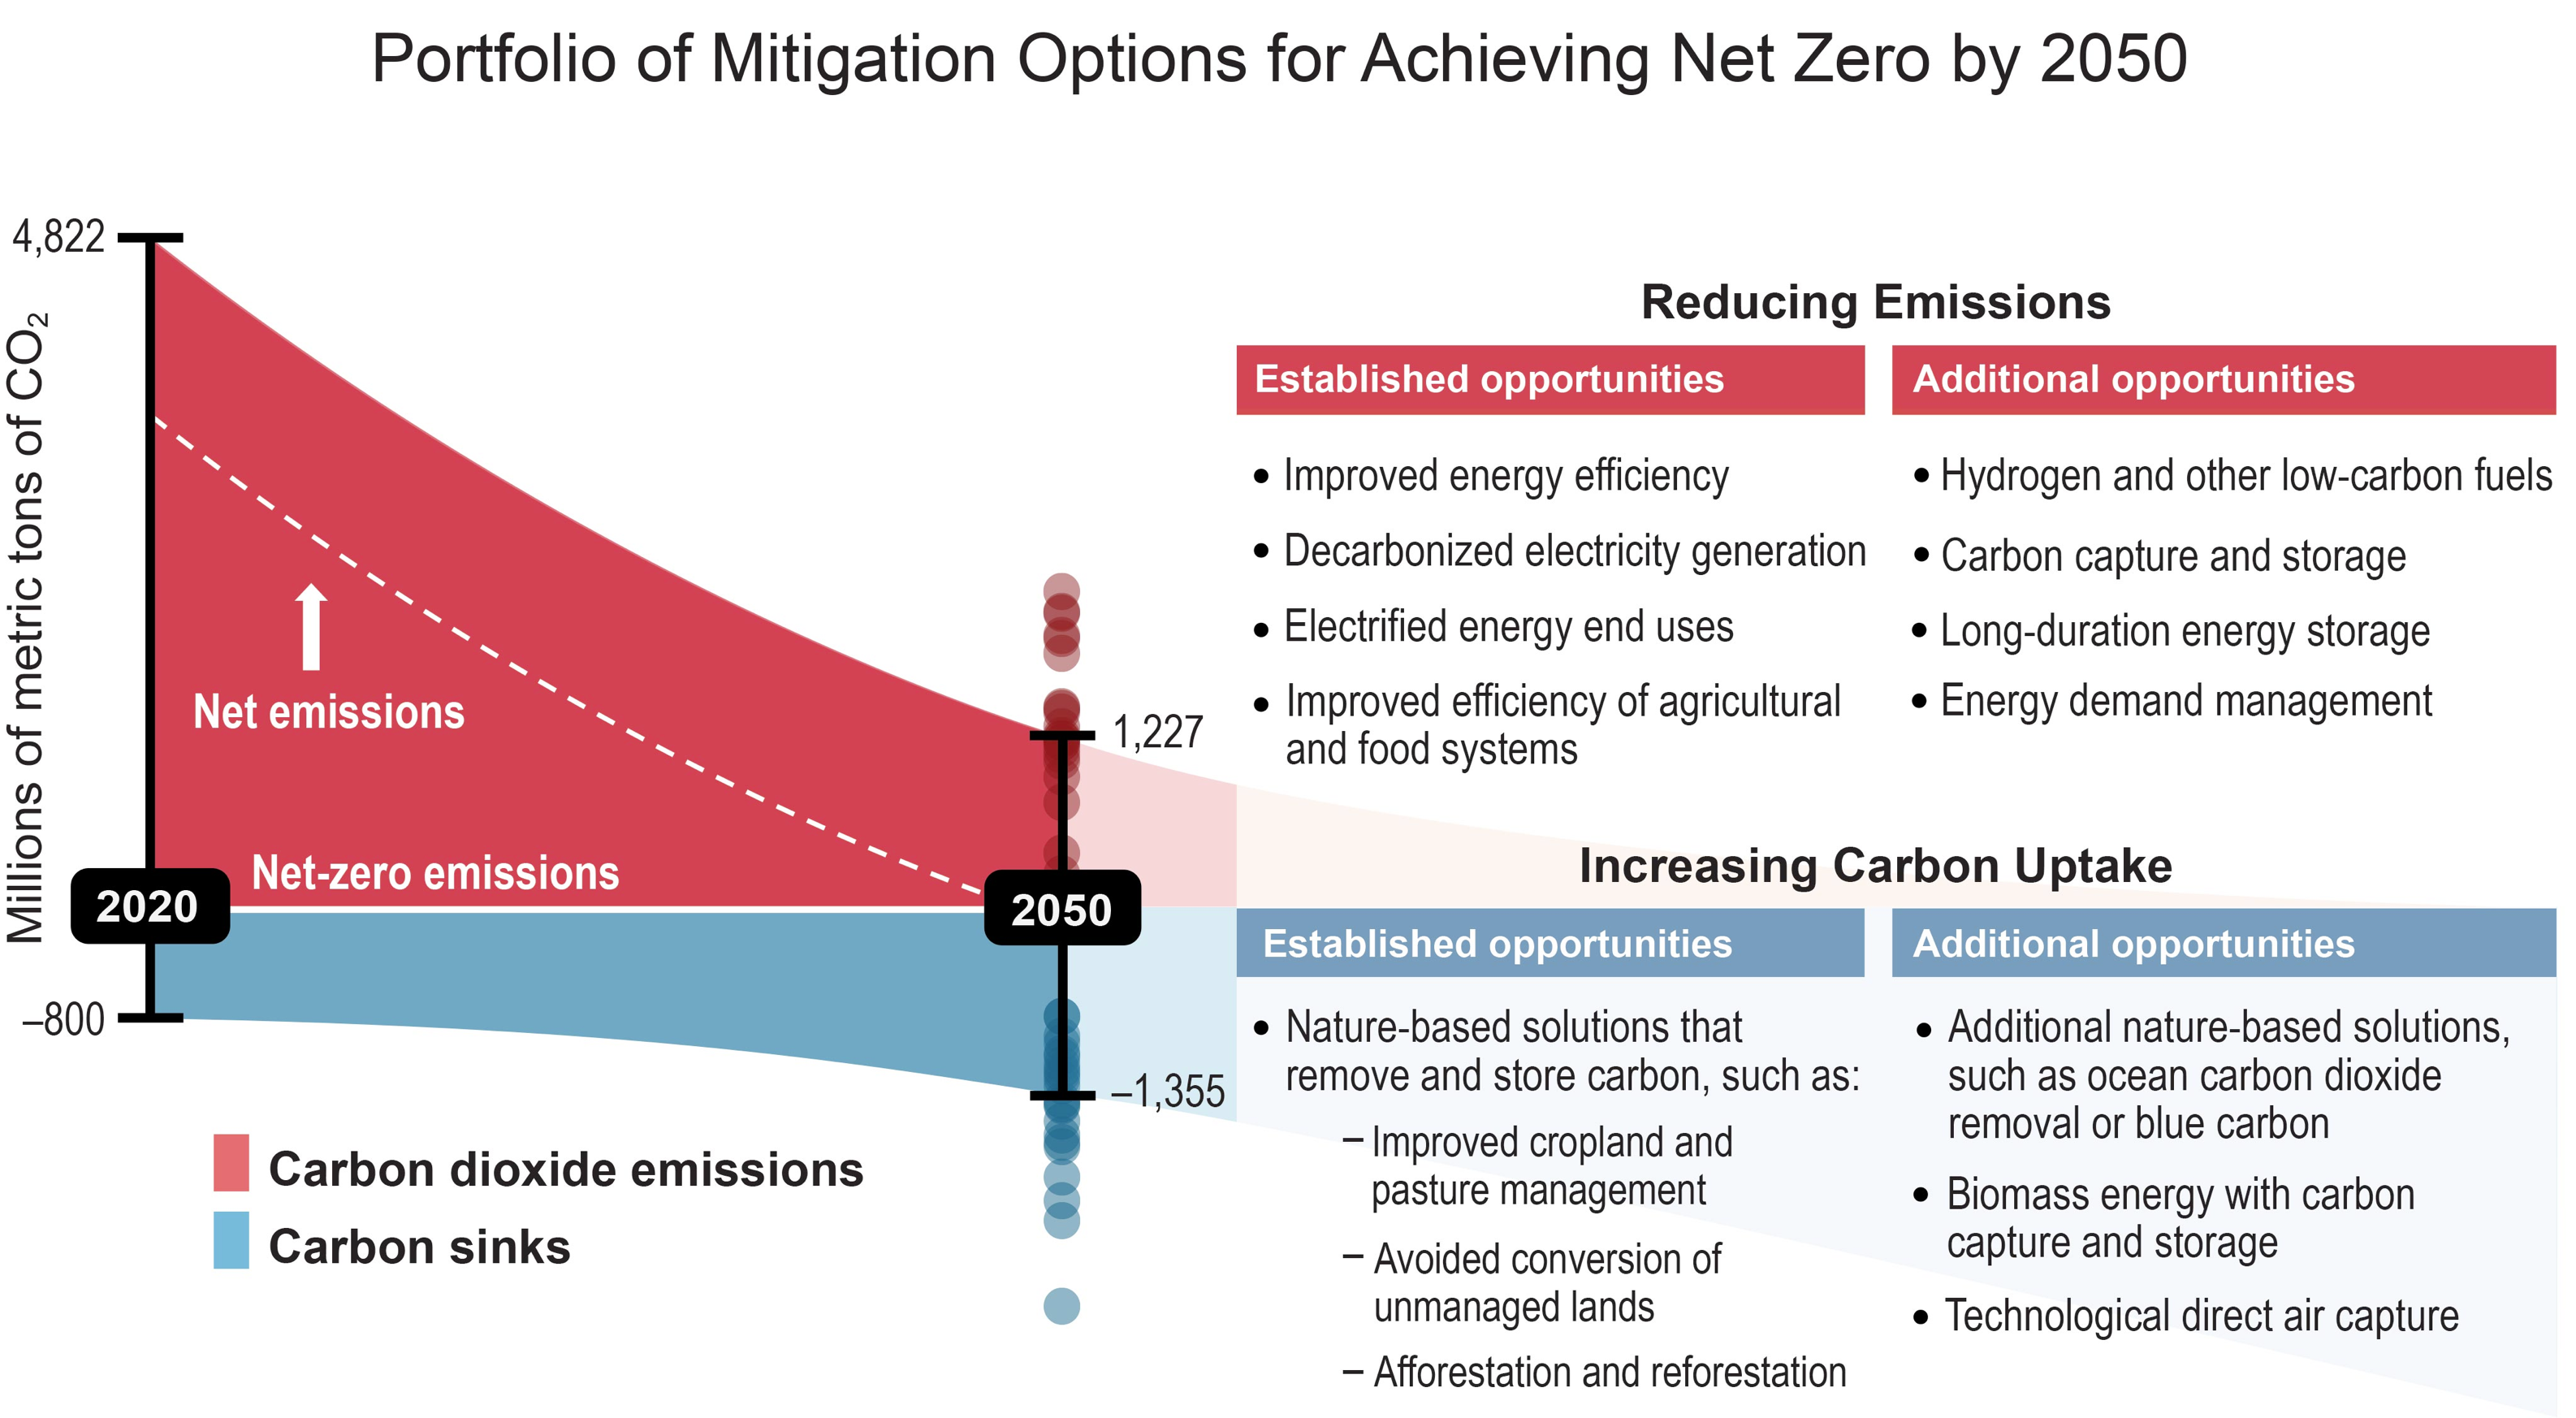 Portfolio of Mitigation Options for Achieving Net Zero by 2050
Millions of metric tons of CO₂
4,822
–800
2020
Net emissions
Net-zero emissions
2050
1,227
–1,355
Carbon dioxide emissions
Carbon sinks
Reducing Emissions
Established opportunities
• Improved energy efficiency
• Decarbonized electricity generation
• Electrified energy end uses
• Improved efficiency of agricultural
and food systems
Additional opportunities
• Hydrogen and other low-carbon fuels
• Carbon capture and storage
• Long-duration energy storage
• Energy demand management
Increasing Carbon Uptake
Established opportunities
• Nature-based solutions that
remove and store carbon, such as:
– Improved cropland and
pasture management
– Avoided conversion of
unmanaged lands
– Afforestation and reforestation
Additional opportunities
• Additional nature-based solutions,
such as ocean carbon dioxide
removal or blue carbon
• Biomass energy with carbon
capture and storage
• Technological direct air capture